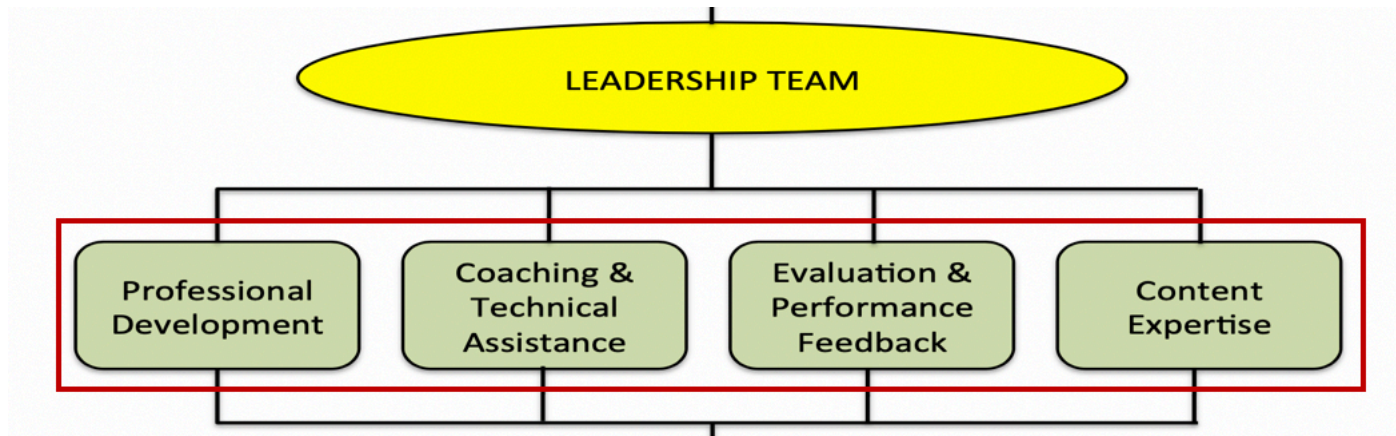 LEADERSHIP TEAM
Professional
Development
Coaching &
Technical
Assistance
Evaluation &
Performance
Feedback
Content
Expertise